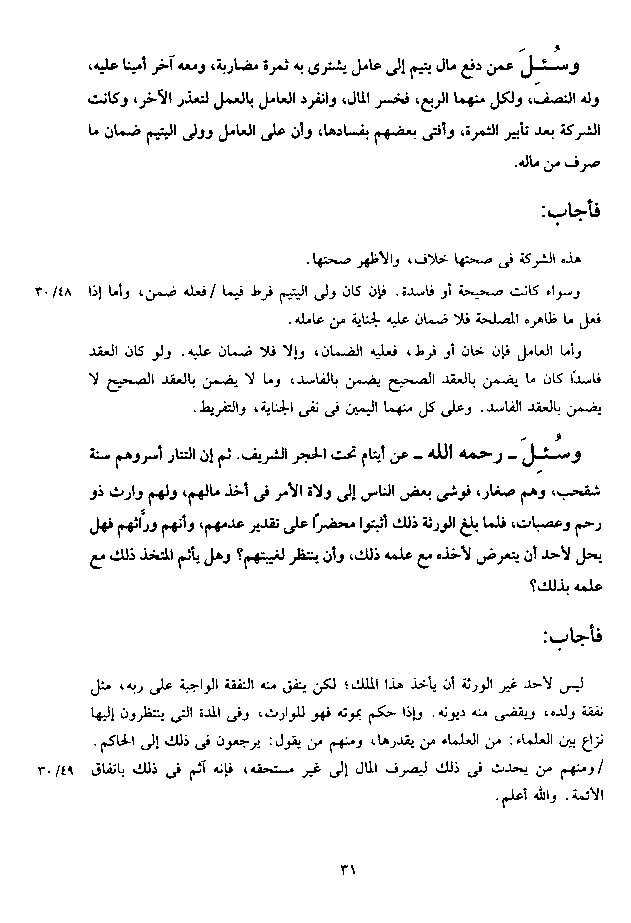 وسُئِلَ عمن دفع مال يتيم إلى عامل يشترى به ثمرة مضاربة، ومعه آخر أمينا عليه،
وله النصف، ولكل منهما الربع، فخسر المال، وانفرد العامل بالعمل لتعذر الآخر، وكانت
الشركة بعد تأبير الثمرة، وأفتى بعضهم بفسادها، وأن على العامل وولى اليتيم ضمان ما
صرف من ماله.
فأجاب:
هذه الشركة فى صحتها خلاف، والأظهر صحتها.
وسواء كانت صحيحة أو فاسدة. فإن كان ولى اليتيم فرط فيما / فعله ضمن، وأما إذا ٣٠/٤٨
فعل ما ظاهره المصلحة فلا ضمان عليه لجناية من عامله.
وأما العامل فإن خان أو فرط، فعليه الضمان، وإلا فلا ضمان عليه. ولو كان العقد
فاسدًا كان ما يضمن بالعقد الصحيح يضمن بالفاسد، وما لا يضمن بالعقد الصحيح لا
يضمن بالعقد الفاسد. وعلى كل منهما اليمين فى نفى الجناية، والتفريط.
وسُئِلَ ـ رحمه الله ـ عن أيتام تحت الحجر الشريف. ثم إن التتار أسروهم سنة
شقحب، وهم صغار، فوشى بعض الناس إلى ولاة الأمر فى أخذ مالهم، ولهم وارث ذو
رحم وعصبات، فلما بلغ الورثة ذلك أثبتوا محضرًا على تقدير عدمهم، وأنهم ورَّاثهم فهل
يحل لأحد أن يتعرض لأخذه مع علمه ذلك، وأن ينتظر لغيبتهم؟ وهل يأثم المتخذ ذلك مع
علمه بذلك؟
فأجاب:
ليس لأحد غير الورثة أن يأخذ هذا الملك؛ لكن ينفق منه النفقة الواجبة على ربه، مثل
نفقة ولده، ويقضى منه ديونه. وإذا حكم بموته فهو للوارث، وفى المدة التي ينتظرون إليها
نزاع بين العلماء: من العلماء من يقدرها، ومنهم من يقول: يرجعون فى ذلك إلى الحاكم.
/ ومنهم من يحدث فى ذلك ليصرف المال إلى غير مستحقه، فإنه آثم فى ذلك باتفاق ٣٠/٤٩
الأئمة. والله أعلم.
٣١